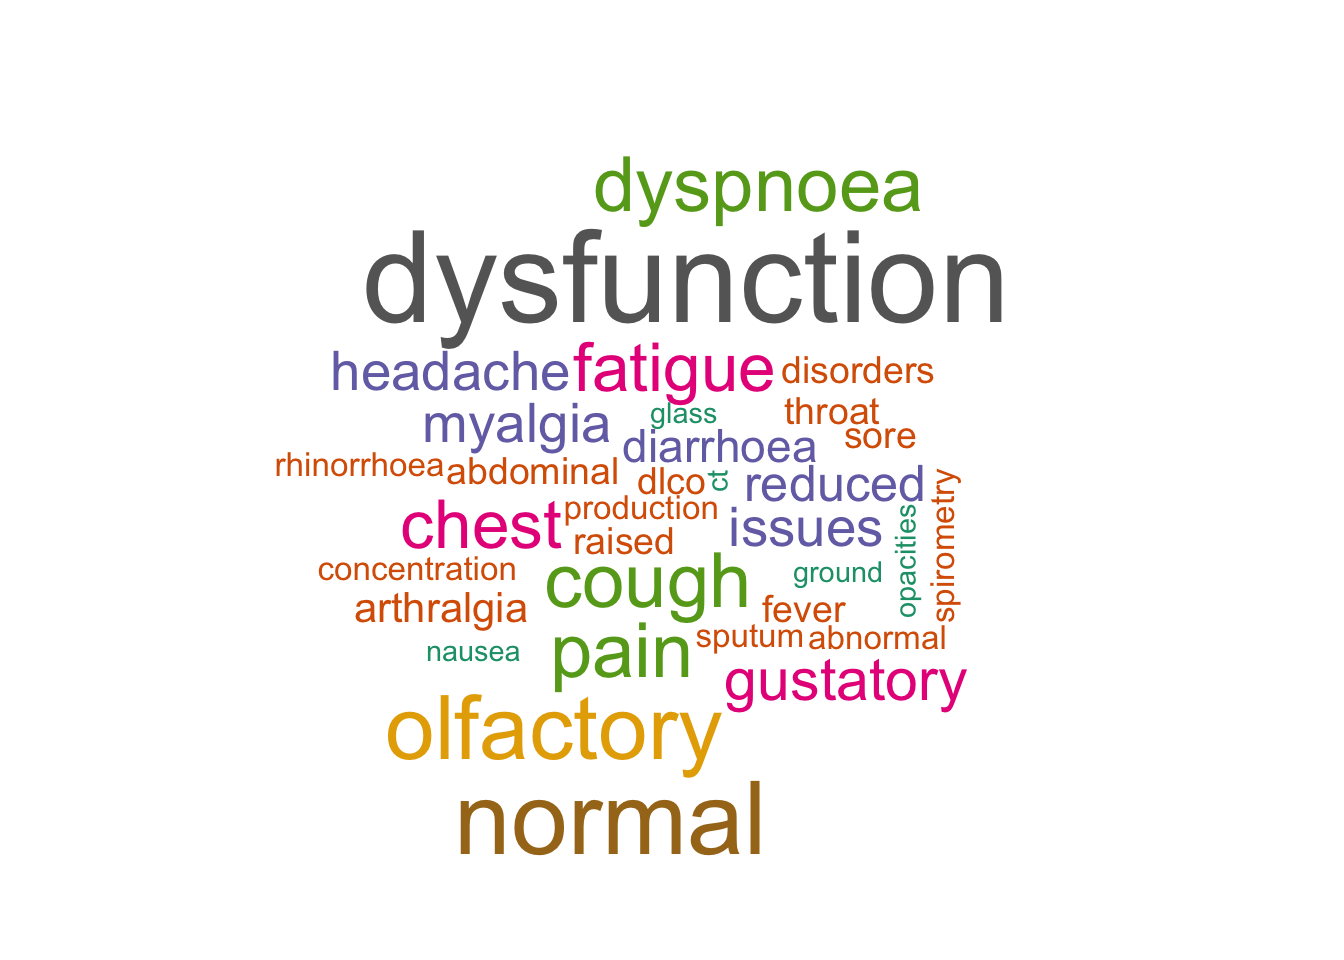 dyspnoea
dysfunction
headache fatigue disorders
myalgia glass throat
diarrhoea sore
rhinorrhoea abdominal dlco ct reduced
chest production issues opacities spirometry
raised
concentration cough ground
arthralgia fever
nausea pain sputum abnormal
gustatory
olfactory
normal